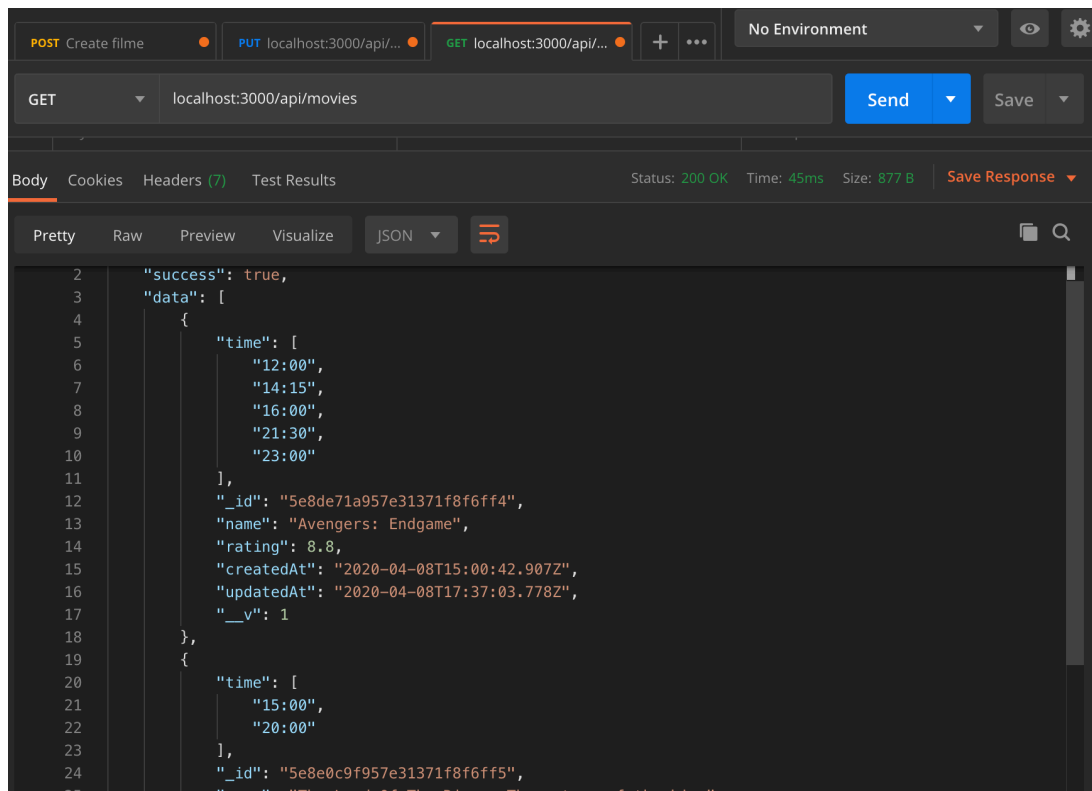 POST Create filme
PUT localhost:3000/api/...
GET localhost:3000/api/...
No Environment
GET
localhost:3000/api/movies
Send
Save
Body Cookies Headers (7) Test Results
Status: 200 OK Time: 45ms Size: 877 B Save Response
Pretty Raw Preview Visualize JSON
2 "success": true,
3 "data": [
4 {
5 "time": [
6 "12:00",
7 "14:15",
8 "16:00",
9 "21:30",
10 "23:00"
11 ],
12 "_id": "5e8de71a957e31371f8f6ff4",
13 "name": "Avengers: Endgame",
14 "rating": 8.8,
15 "createdAt": "2020-04-08T15:00:42.907Z",
16 "updatedAt": "2020-04-08T17:37:03.778Z",
17 "__v": 1
18 },
19 {
20 "time": [
21 "15:00",
22 "20:00"
23 ],
24 "_id": "5e8e0c9f957e31371f8f6ff5",